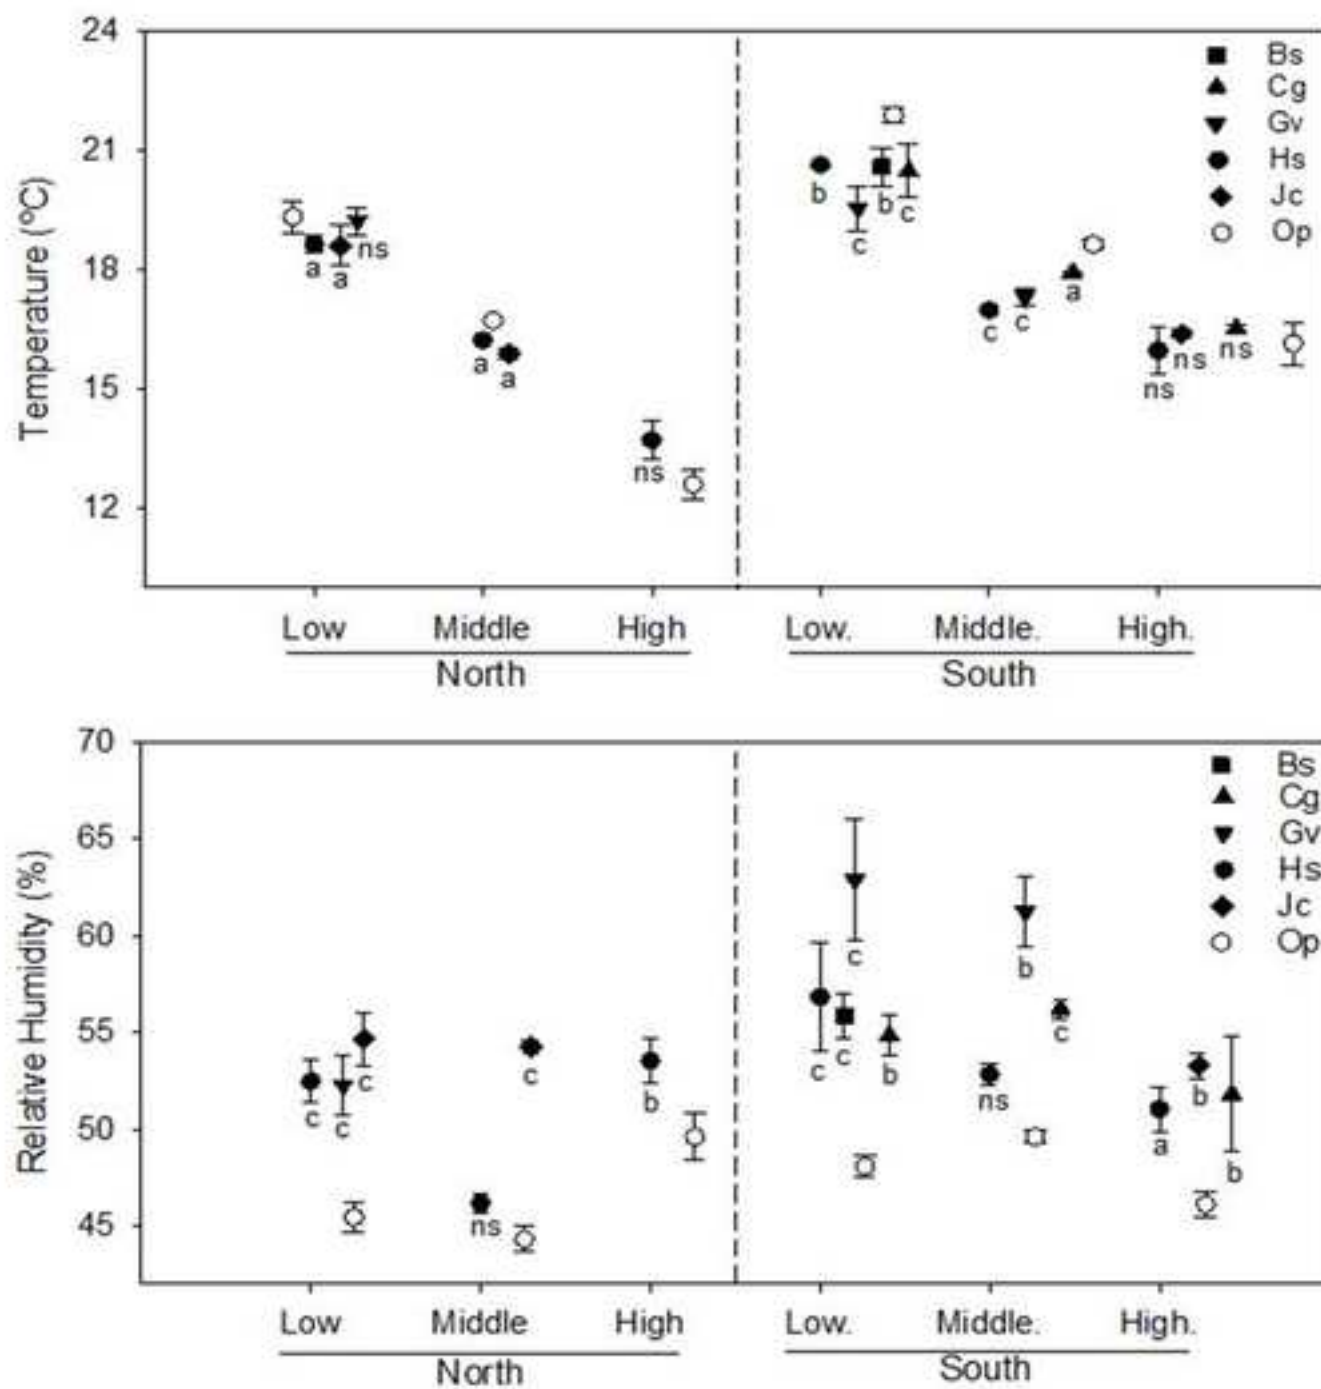 24
21
18
15
12
Temperature (ºC)
Bs
Cg
Gv
Hs
Jc
Op
a a ns
a a
ns
b c b c
c c a
ns ns ns
Low Middle High Low. Middle. High.
North South
70
65
60
55
50
45
Relative Humidity (%)
Bs
Cg
Gv
Hs
Jc
Op
c c c
ns c
b
c c c b
ns b c
a b b
Low Middle High Low. Middle. High.
North South